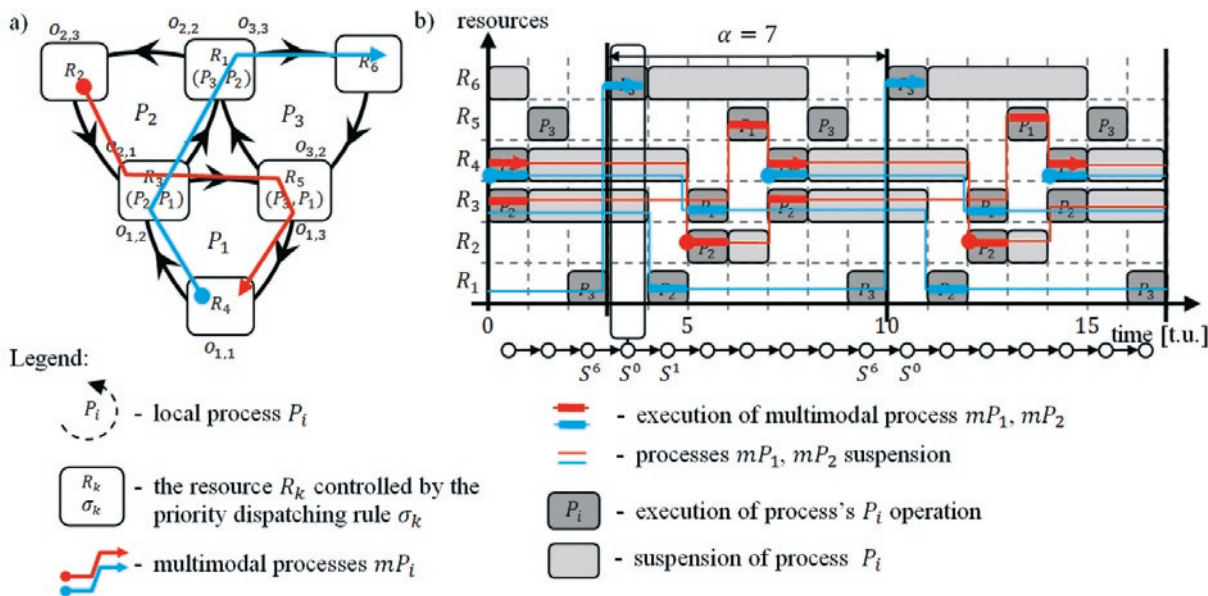 a)
O₂,₃
O₂,₂
O₃,₃
R₂
R₁
(P₃ P₂)
R₆
P₂
P₃
O₂,₁
O₃,₂
R₃
(P₂ P₁)
R₅
(P₃,P₁)
O₁,₂
P₁
O₁,₃
R₄
O₁,₁
b)
resources
α = 7
R₆ P₃ P₃
R₅ P₃ P₁ P₃ P₁ P₃
R₄
R₃ P₂ P₁ P₂ P₁ P₂
R₂ P₂ P₂
R₁ P₃ P₂ P₃ P₂ P₃
0 5 10 15
time [t.u.]
S⁶ S⁰ S¹ S⁶ S⁰
Legend:
Pᵢ - local process Pᵢ
Rₖ
σₖ
- the resource Rₖ controlled by the
priority dispatching rule σₖ
- multimodal processes mPᵢ
- execution of multimodal process mP₁, mP₂
- processes mP₁, mP₂ suspension
Pᵢ - execution of process's Pᵢ operation
- suspension of process Pᵢ